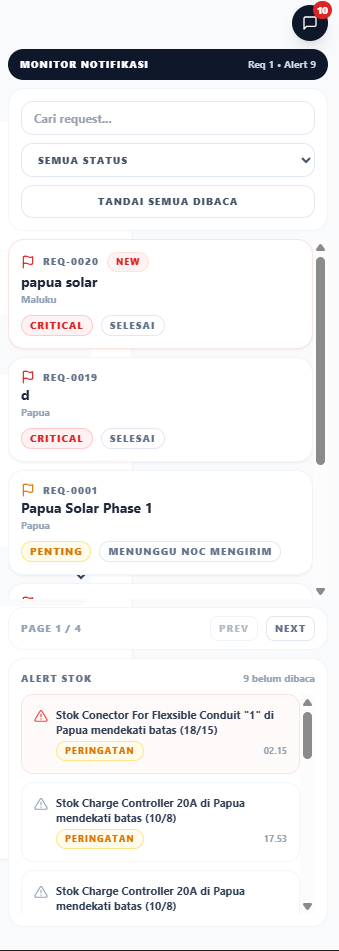 10
MONITOR NOTIFIKASI Req 1 • Alert 9
Cari request...
SEMUA STATUS
TANDAI SEMUA DIBACA
REQ-0020 NEW
papua solar
Maluku
CRITICAL SELESAI
REQ-0019
d
Papua
CRITICAL SELESAI
REQ-0001
Papua Solar Phase 1
Papua
PENTING MENUNGGU NOC MENGIRIM
PAGE 1 / 4 PREV NEXT
ALERT STOK 9 belum dibaca
Stok Conector For Flexsible Conduit "1" di
Papua mendekati batas (18/15)
PERINGATAN 02.15
Stok Charge Controller 20A di Papua
mendekati batas (10/8)
PERINGATAN 17.53
Stok Charge Controller 20A di Papua
mendekati batas (10/8)